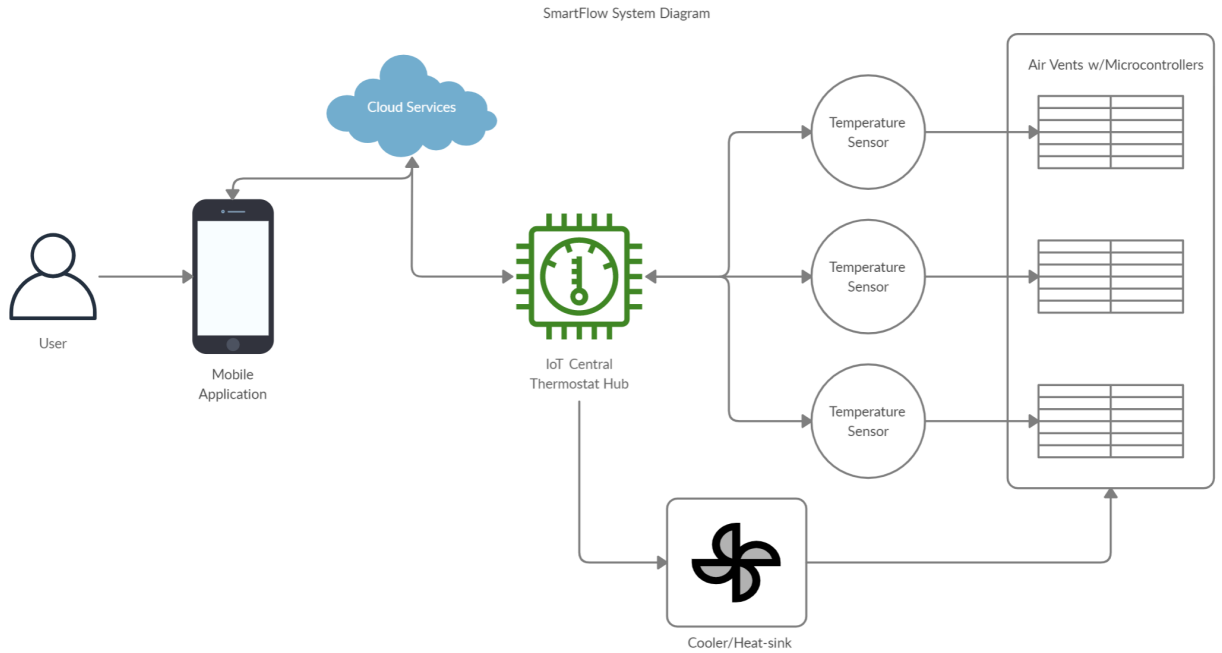 SmartFlow System Diagram
Cloud Services
Air Vents w/Microcontrollers
Temperature
Sensor
Temperature
Sensor
Temperature
Sensor
User
Mobile
Application
IoT Central
Thermostat Hub
Cooler/Heat-sink